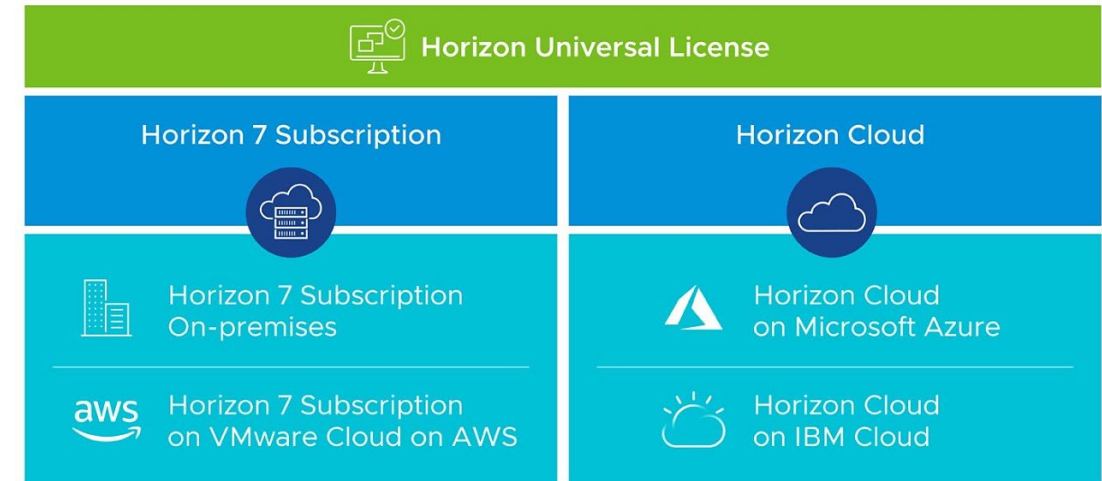 Horizon Universal License
Horizon 7 Subscription
Horizon 7 Subscription
On-premises
aws
Horizon 7 Subscription
on VMware Cloud on AWS
Horizon Cloud
Horizon Cloud
on Microsoft Azure
Horizon Cloud
on IBM Cloud